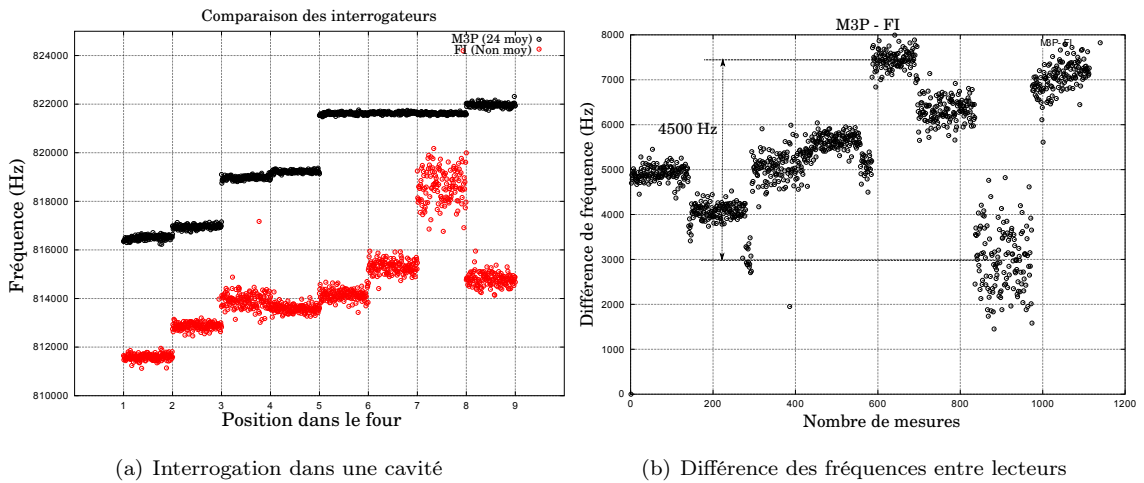 Comparaison des interrogateurs
M3P (24 moy)
FI (Non moy)
824000
822000
820000
818000
816000
814000
812000
810000
Fréquence (Hz)
1 2 3 4 5 6 7 8 9
Position dans le four
(a) Interrogation dans une cavité
M3P - FI
M3P-FI
7000
6000
5000
4000
3000
2000
1000
0
4500 Hz
Différence de fréquence (Hz)
0 200 400 600 800 1000 1200
Nombre de mesures
(b) Différence des fréquences entre lecteurs